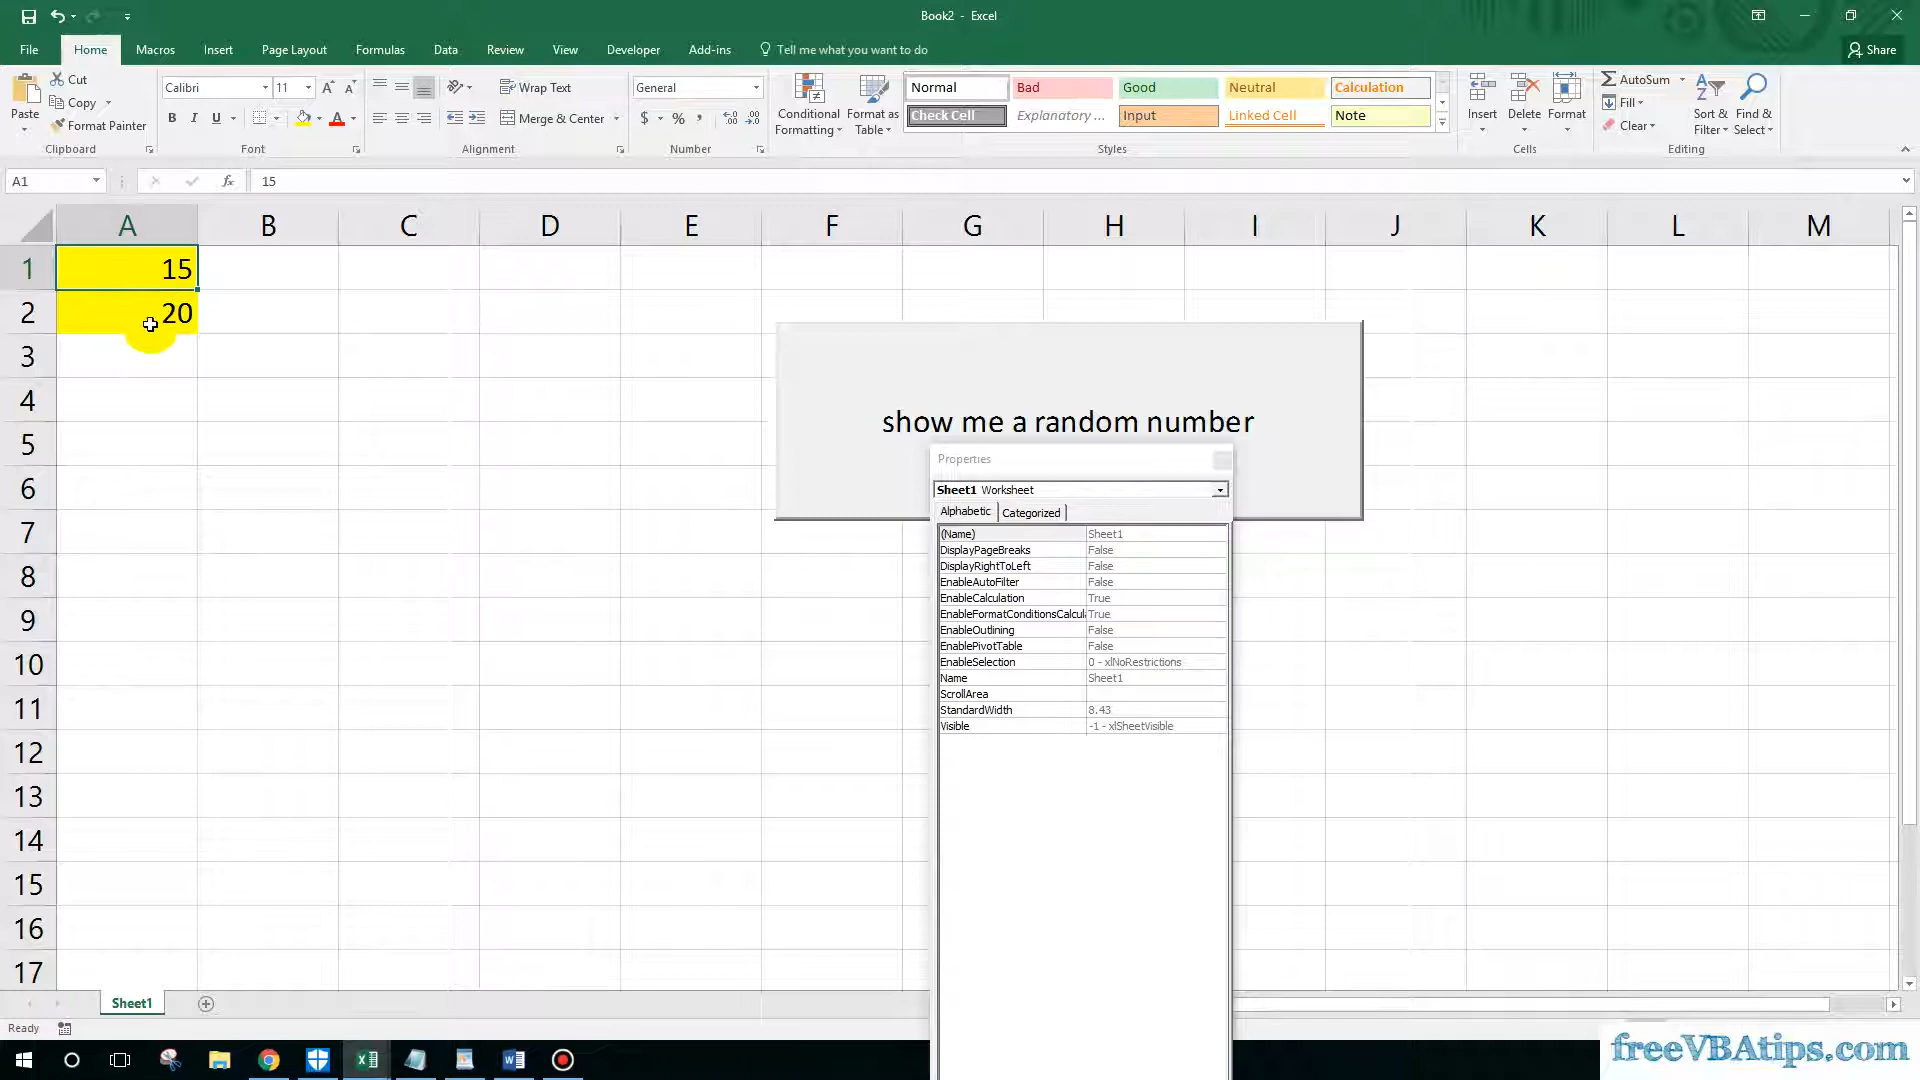 Book2 - Excel
File Home Macros Insert Page Layout Formulas Data Review View Developer Add-ins Tell me what you want to do Share
Paste Cut Copy Format Painter
Clipboard
Calibri 11 A A
B I U A
Font
Wrap Text
Merge & Center
Alignment
General
$ % ,
Number
Conditional Formatting
Format as Table
Normal Bad Good Neutral Calculation
Check Cell Explanatory ... Input Linked Cell Note
Styles
Insert Delete Format
Cells
AutoSum
Fill
Clear
Sort & Filter
Find & Select
Editing
A1 fx 15
A B C D E F G H I J K L M
1 15
2 20
3
4
5
6
7
8
9
10
11
12
13
14
15
16
17
show me a random number
Properties
Sheet1 Worksheet
Alphabetic Categorized
(Name) Sheet1
DisplayPageBreaks False
DisplayRightToLeft False
EnableAutoFilter False
EnableCalculation True
EnableFormatConditionsCalcul True
EnableOutlining False
EnablePivotTable False
EnableSelection 0 - xlNoRestrictions
Name Sheet1
ScrollArea
StandardWidth 8.43
Visible -1 - xlSheetVisible
Sheet1
Ready
freeVBAtips.com